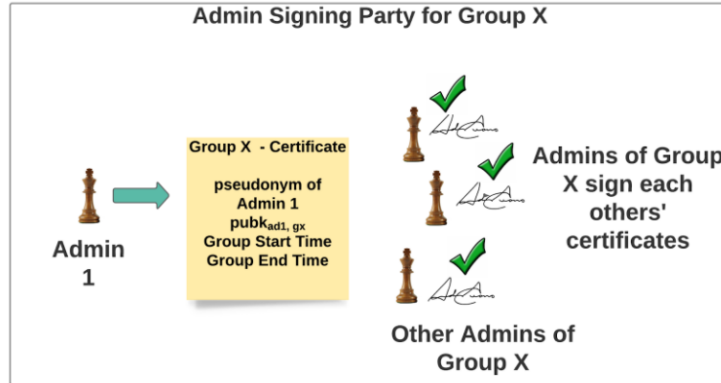 Admin Signing Party for Group X
Group X - Certificate
pseudonym of
Admin 1
pubk_ad1, gx
Group Start Time
Group End Time
Admin
1
Admins of Group
X sign each
others'
certificates
Other Admins of
Group X